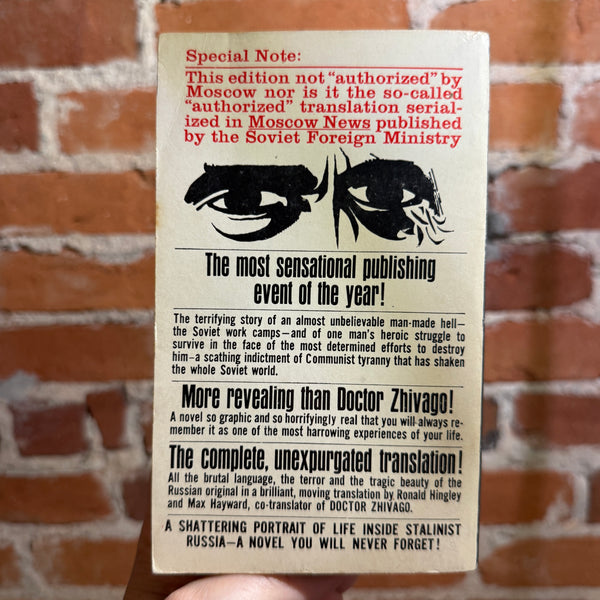 Special Note:
This edition not "authorized" by
Moscow nor is it the so-called
"authorized" translation serial-
ized in Moscow News published
by the Soviet Foreign Ministry
The most sensational publishing
event of the year!
The terrifying story of an almost unbelievable man-made hell—
the Soviet work camps—and of one man's heroic struggle to
survive in the face of the most determined efforts to destroy
him—a scathing indictment of Communist tyranny that has shaken
the whole Soviet world.
More revealing than Doctor Zhivago!
A novel so graphic and so horrifyingly real that you will always re-
member it as one of the most harrowing experiences of your life.
The complete, unexpurgated translation!
All the brutal language, the terror and the tragic beauty of the
Russian original in a brilliant, moving translation by Ronald Hingley
and Max Hayward, co-translator of DOCTOR ZHIVAGO.
A SHATTERING PORTRAIT OF LIFE INSIDE STALINIST
RUSSIA—A NOVEL YOU WILL NEVER FORGET!